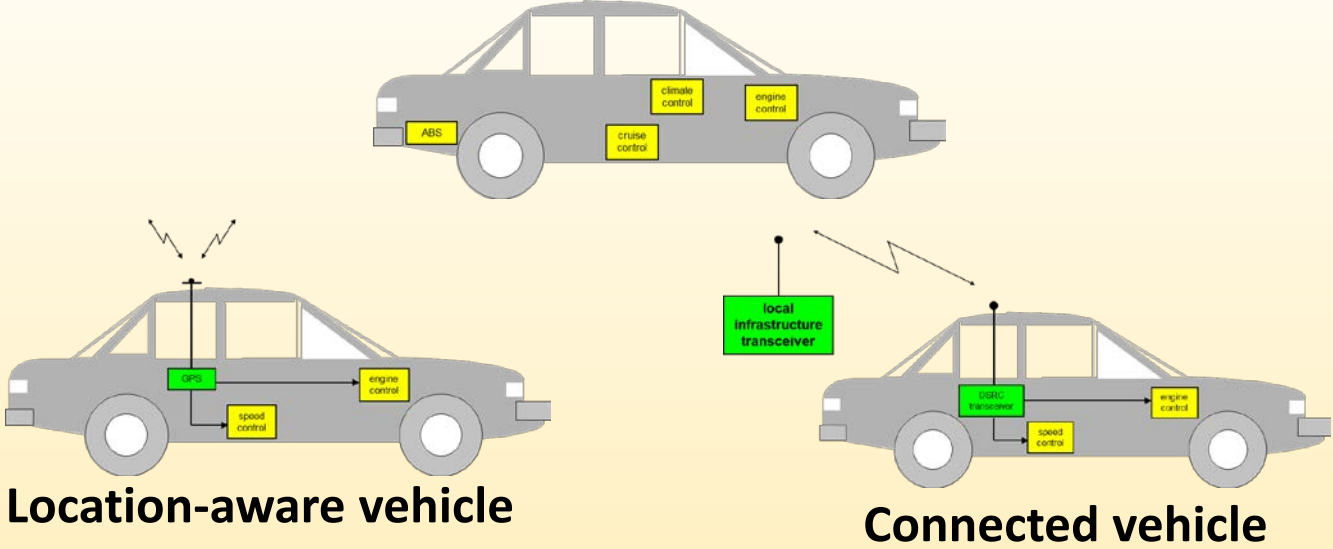 climate
control
engine
control
ABS
cruise
control
local
infrastructure
transceiver
GPS
engine
control
speed
control
DSRC
transceiver
engine
control
speed
control
Location-aware vehicle
Connected vehicle